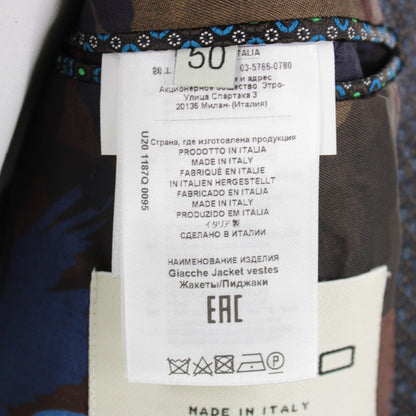 50
ITALIA
03-5786-0780
и адрес
Акционерное общество Этро-
Улица Спартака 3
20135 Милан- (Италия)
U20 1187Q 0095
Страна, где изготовлена продукция
PRODOTTO IN ITALIA
MADE IN ITALY
FABRIQUÉ EN ITALIE
IN ITALIEN HERGESTELLT
FABRICADO EN ITALIA
MADE IN ITALY
PRODUZIDO EM ITALIA
イタリア製
СДЕЛАНО В ИТАЛИИ
НАИМЕНОВАНИЕ ИЗДЕЛИЯ
Giacche Jacket vestes
Жакеты/Пиджаки
EAC
P
MADE IN ITALY